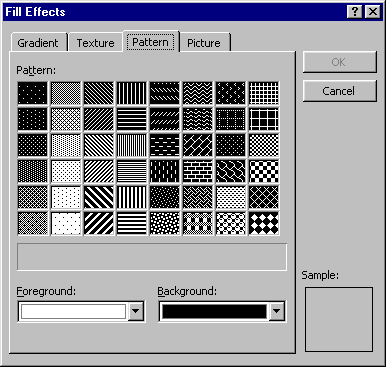 Fill Effects
Gradient Texture Pattern Picture
OK
Cancel
Pattern:
Sample:
Foreground: Background: